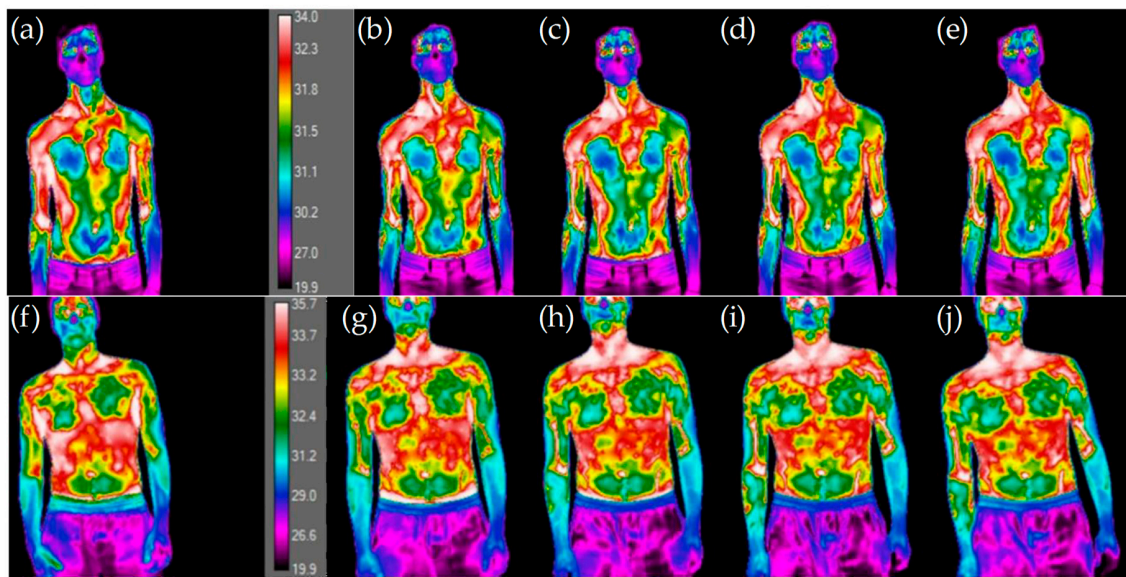 (a)
34.0
32.3
31.8
31.5
31.1
30.2
27.0
19.9
(b)
(c)
(d)
(e)
(f)
35.7
33.7
33.2
32.4
31.2
29.0
26.6
19.9
(g)
(h)
(i)
(j)